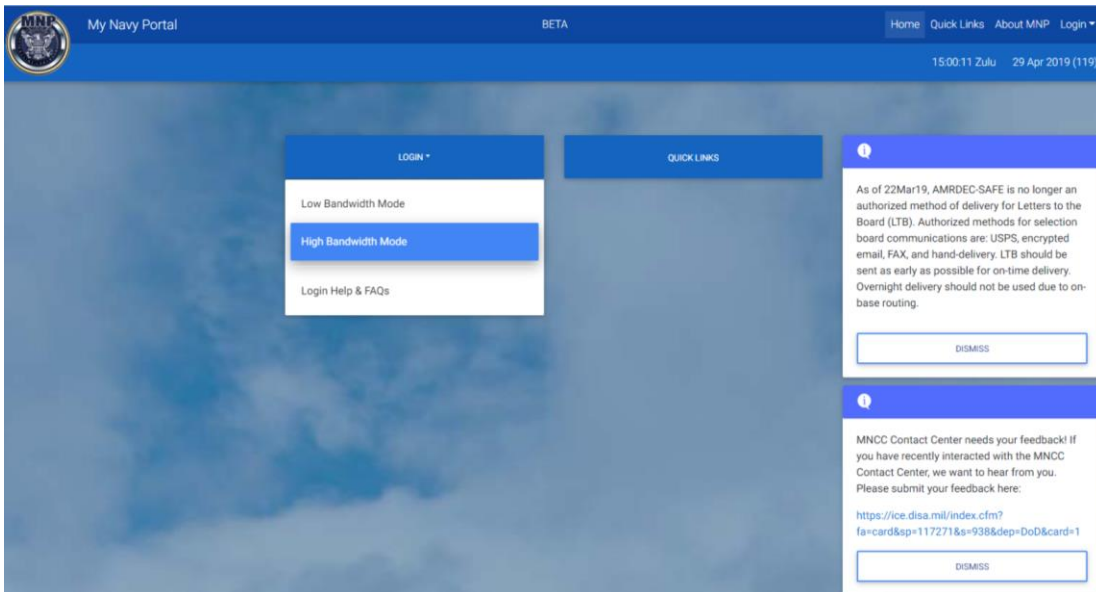 MNP
My Navy Portal
BETA
Home Quick Links About MNP Login
15:00:11 Zulu 29 Apr 2019 (119)
LOGIN
Low Bandwidth Mode
High Bandwidth Mode
Login Help & FAQs
QUICK LINKS
As of 22Mar19, AMRDEC-SAFE is no longer an
authorized method of delivery for Letters to the
Board (LTB). Authorized methods for selection
board communications are: USPS, encrypted
email, FAX, and hand-delivery. LTB should be
sent as early as possible for on-time delivery.
Overnight delivery should not be used due to on-
base routing.
DISMISS
MNCC Contact Center needs your feedback! If
you have recently interacted with the MNCC
Contact Center, we want to hear from you.
Please submit your feedback here:
https://ice.disa.mil/index.cfm?
fa=card&sp=117271&s=938&dep=DoD&card=1
DISMISS